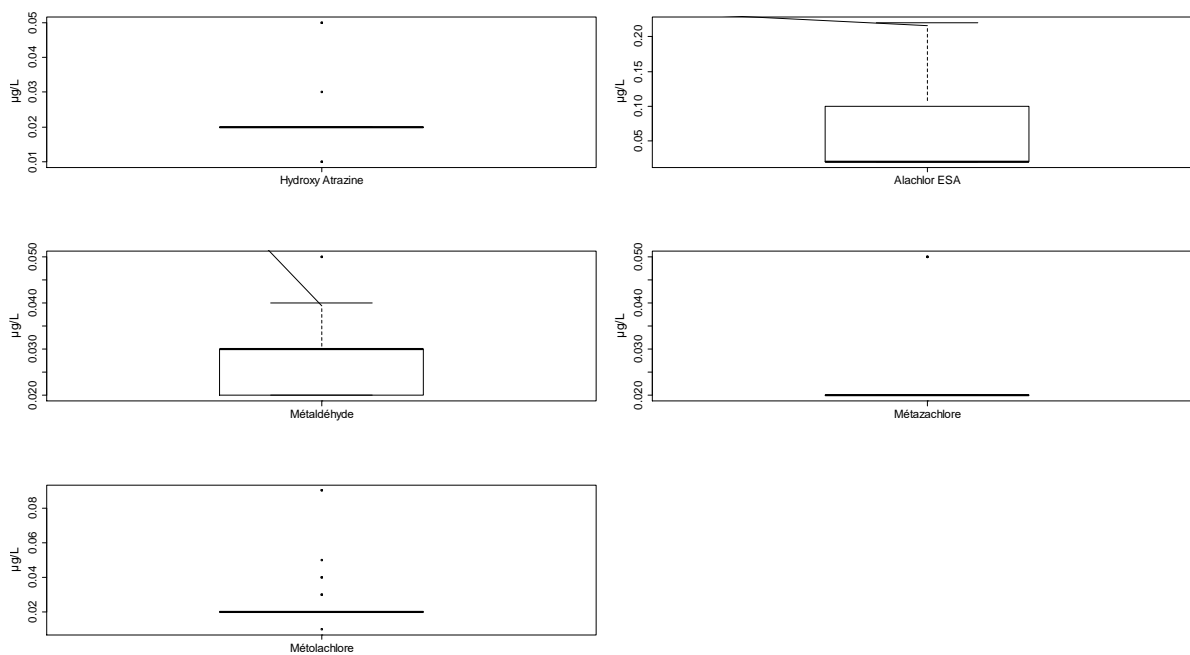 µg/L
0.05
0.04
0.03
0.02
0.01
Hydroxy Atrazine
µg/L
0.20
0.15
0.10
0.05
Alachlor ESA
µg/L
0.050
0.040
0.030
0.020
Métaldéhyde
µg/L
0.050
0.040
0.030
0.020
Métazachlore
µg/L
0.08
0.06
0.04
0.02
Métolachlore